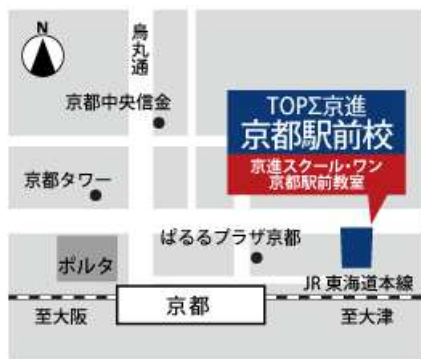 N
烏丸通
京都中央信金
TOPΣ京進
京都駅前校
京進スクール・ワン
京都駅前教室
京都タワー
ぱるるプラザ京都
ポルタ
JR東海道本線
京都
至大阪
至大津